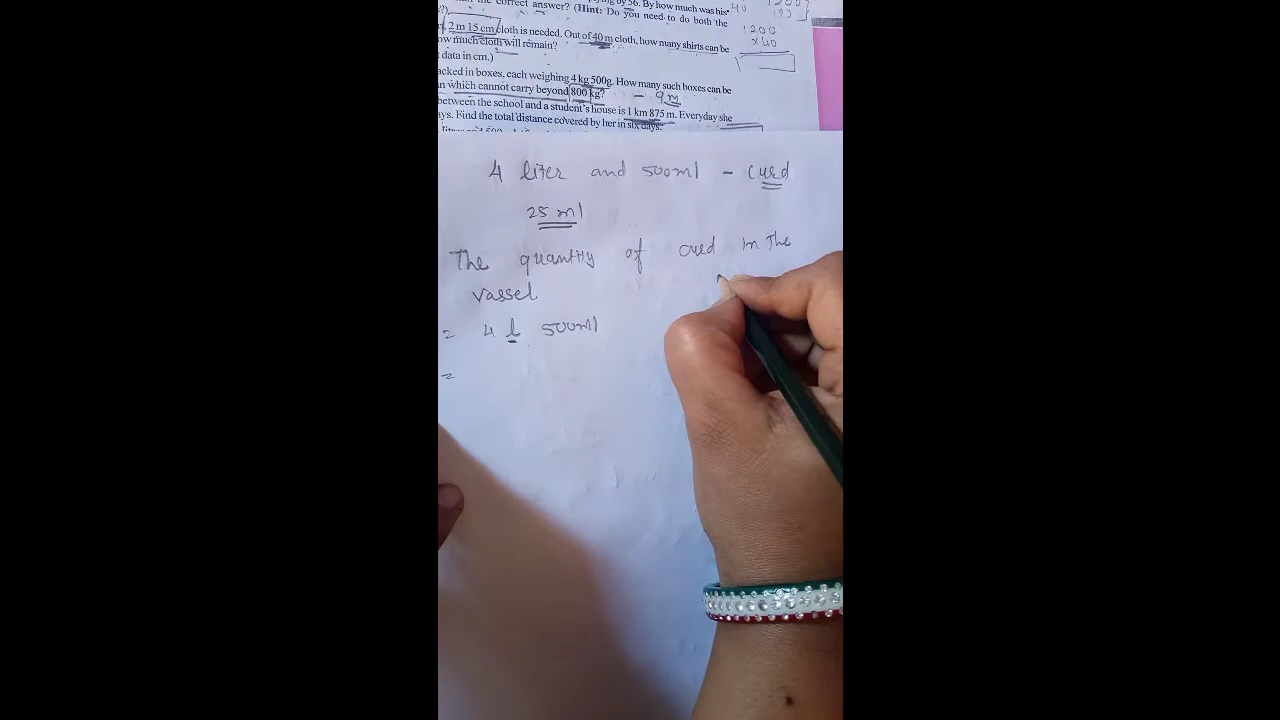 the correct answer? (Hint: Do you need to do both the
2 m 15 cm cloth is needed. Out of 40 m cloth, how many shirts can be
ow much cloth will remain?
data in cm.)
acked in boxes, each weighing 4 kg 500g. How many such boxes can be
n which cannot carry beyond 800 kg?
between the school and a student's house is 1 km 875 m. Everyday she
ays. Find the total distance covered by her in six days.
40
1200
x 40
- 9m
4 liter and 500ml - curd
25 ml
The quantity of curd in the
vassel
= 4 l 500ml
=